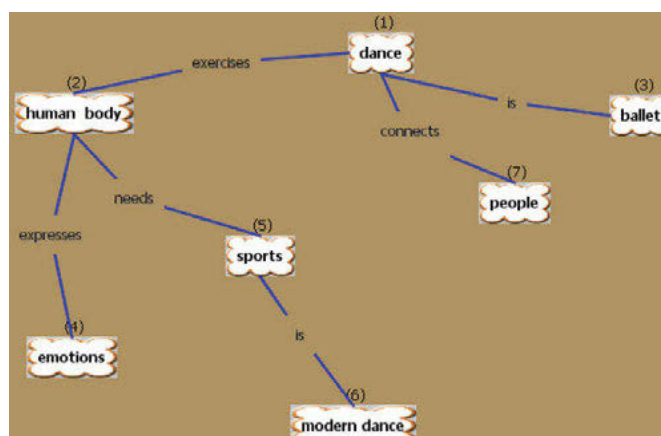 (1)
dance
exercises
(2)
human body
is
(3)
ballet
connects
(7)
people
needs
expresses
(5)
sports
(4)
emotions
is
(6)
modern dance